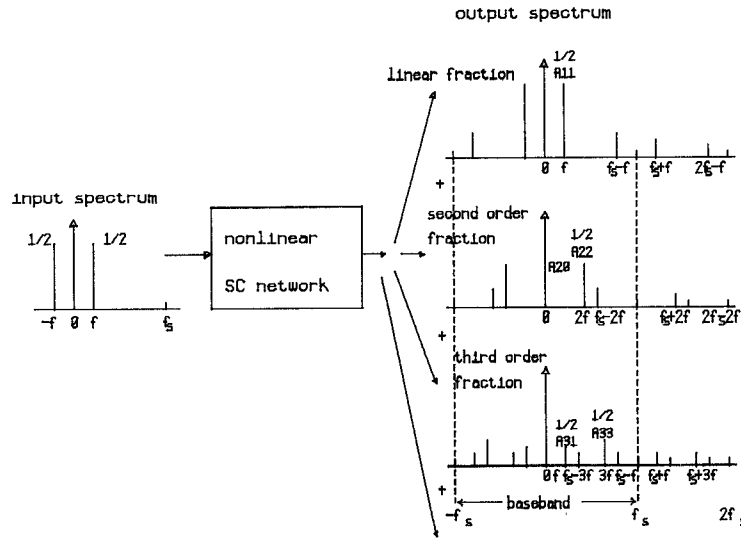 output spectrum
linear fraction
1/2
A11
0 f fs-f fs+f 2fs-f
+
input spectrum
1/2 1/2
-f 0 f fs
nonlinear
SC network
second order
fraction
1/2
A22
A20
0 2f fs-2f fs+2f 2fs-2f
+
third order
fraction
1/2 1/2
A31 A33
0 f fs-3f 3f fs-f fs+f fs+3f
+
baseband
-fs fs 2fs